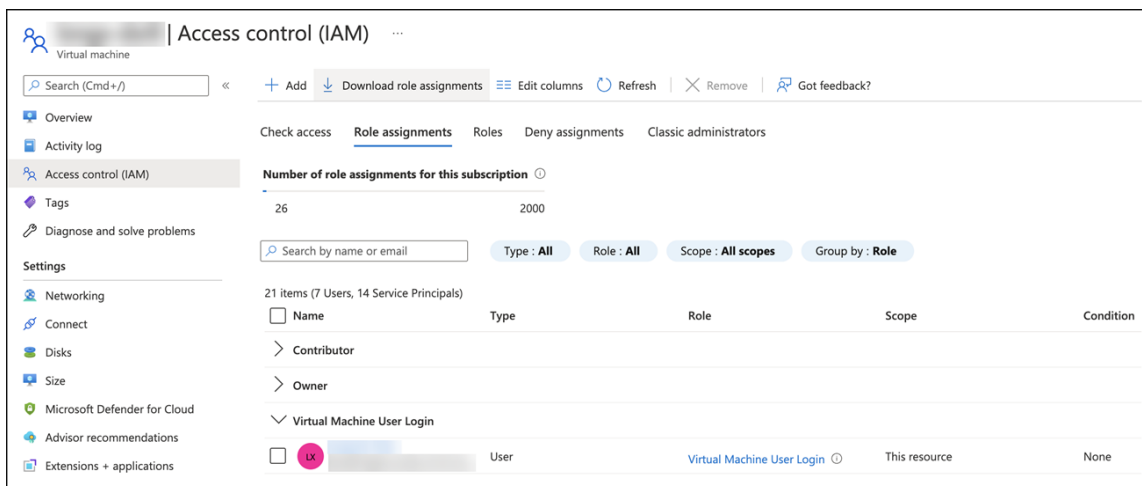 | Access control (IAM) ...
Virtual machine
Search (Cmd+/) «
+ Add Download role assignments Edit columns Refresh Remove Got feedback?
Overview
Activity log
Access control (IAM)
Tags
Diagnose and solve problems
Settings
Networking
Connect
Disks
Size
Microsoft Defender for Cloud
Advisor recommendations
Extensions + applications
Check access Role assignments Roles Deny assignments Classic administrators
Number of role assignments for this subscription
26 2000
Search by name or email Type : All Role : All Scope : All scopes Group by : Role
21 items (7 Users, 14 Service Principals)
Name Type Role Scope Condition
Contributor
Owner
Virtual Machine User Login
LX User Virtual Machine User Login This resource None